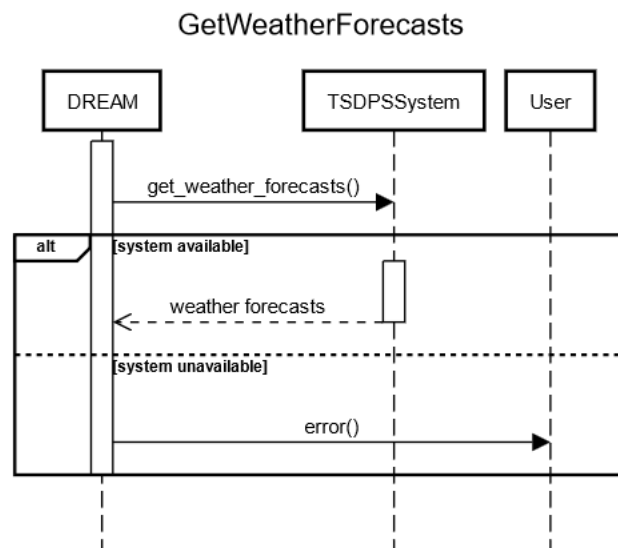 GetWeatherForecasts
DREAM
TSDPSSystem
User
get_weather_forecasts()
alt
[system available]
weather forecasts
[system unavailable]
error()